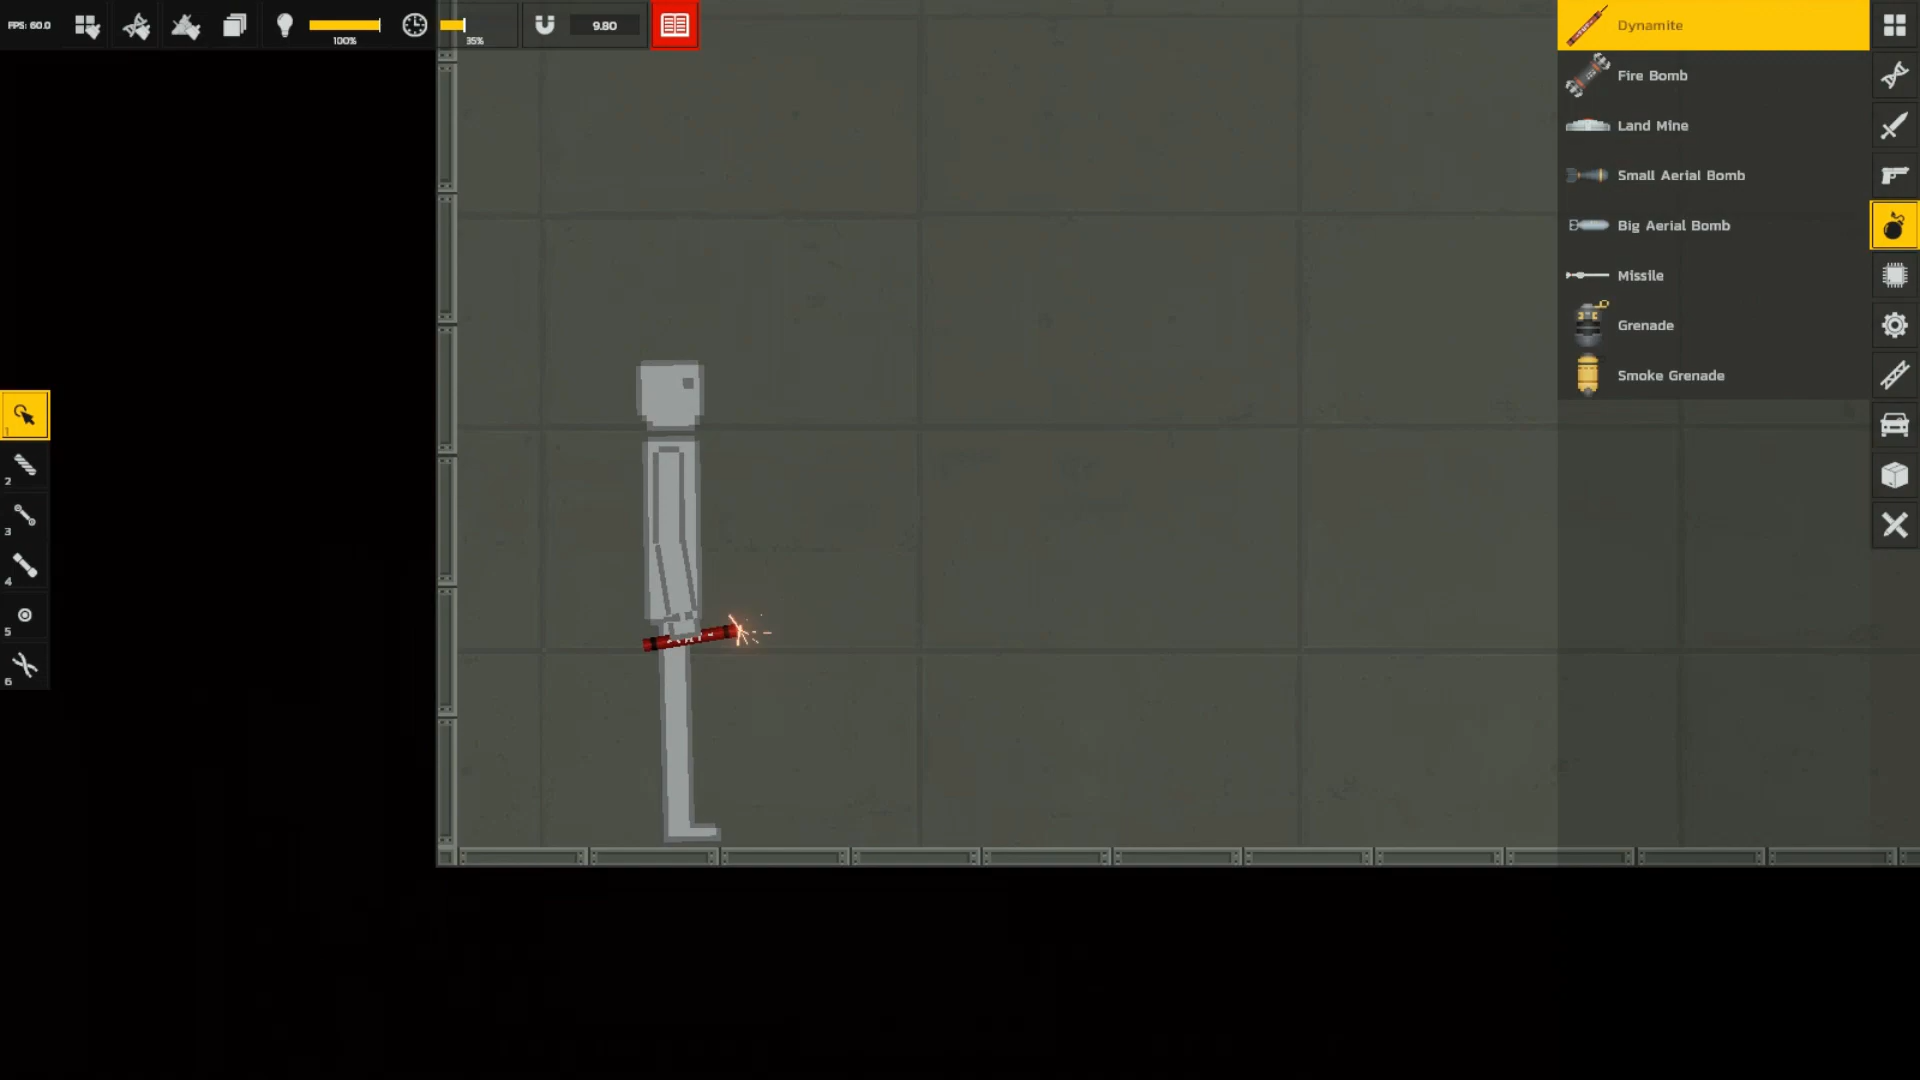 FPS: 60.0
100%
35%
9.80
Dynamite
Fire Bomb
Land Mine
Small Aerial Bomb
Big Aerial Bomb
Missile
Grenade
Smoke Grenade
1
2
3
4
5
6